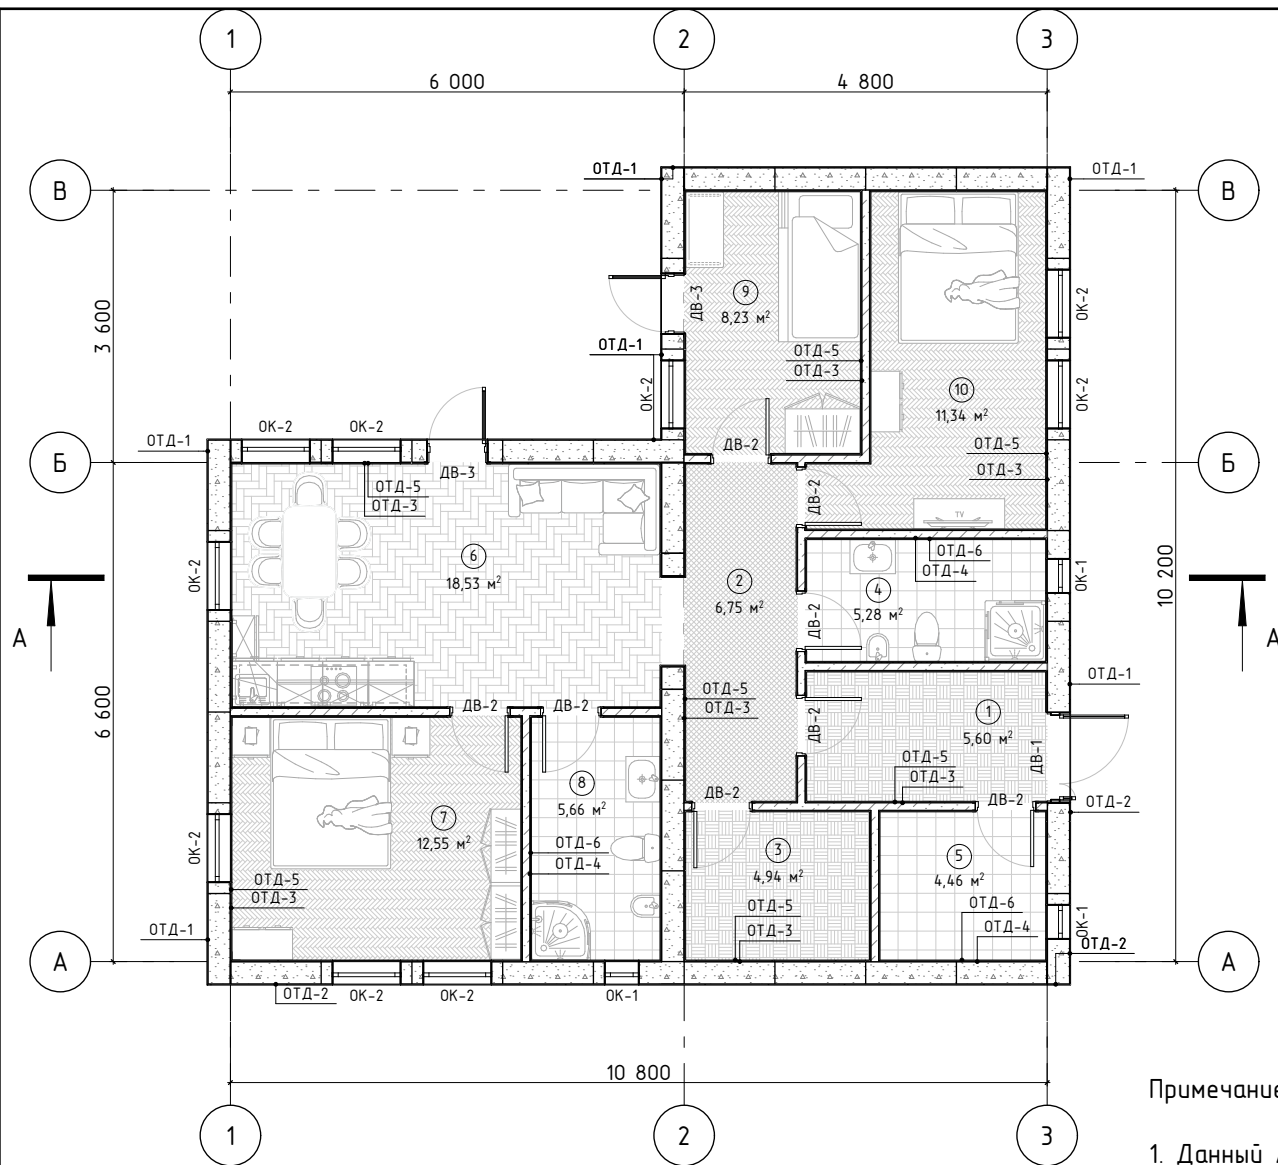 1
2
3
6 000
4 800
ОТД-1
ОТД-1
В
В
ОК-2
ДВ-3
9
8,23 м²
3 600
ОТД-1
ОТД-5
ОТД-3
ОК-2
ОК-2
10
11,34 м²
ОК-2
ОК-2
ОТД-1
ДВ-2
ОТД-5
Б
ДВ-3
Б
ОТД-5
ОТД-3
ОТД-3
ДВ-2
TV
6
18,53 м²
ОТД-6
ОТД-4
ОК-2
2
6,75 м²
4
5,28 м²
ОК-1
10 200
А
ДВ-2
А
ОТД-5
ОТД-1
6 600
ДВ-2
ДВ-2
ОТД-3
ДВ-2
1
5,60 м²
ДВ-1
ОТД-5
ОТД-3
8
5,66 м²
ДВ-2
ДВ-2
ОТД-2
7
12,55 м²
ОК-2
ОТД-6
ОТД-4
3
4,94 м²
5
4,46 м²
ОТД-5
ОТД-3
ОТД-5
ОТД-6
ОТД-1
ОТД-3
ОТД-4
ОК-1
ОТД-2
А
А
ОТД-2
ОК-2
ОК-2
ОК-1
10 800
Примечание
1
2
3
1. Данный